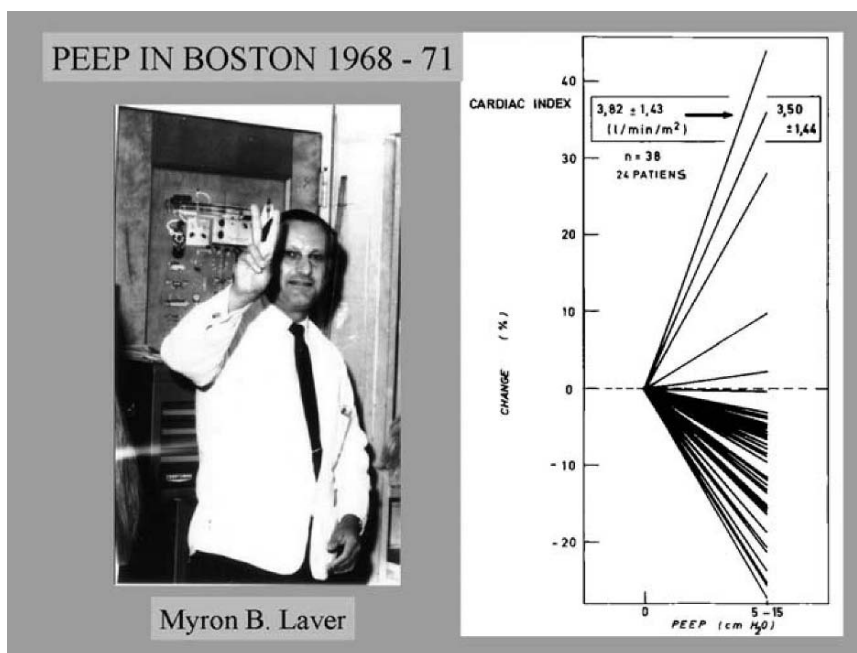 PEEP IN BOSTON 1968 - 71
Myron B. Laver
CARDIAC INDEX
3,82 ± 1,43
(l/min/m²)
3,50
±1,44
n = 38
24 PATIENS
40
30
20
10
0
- 10
- 20
CHANGE (%)
0
5 -15
PEEP (cm H₂O)